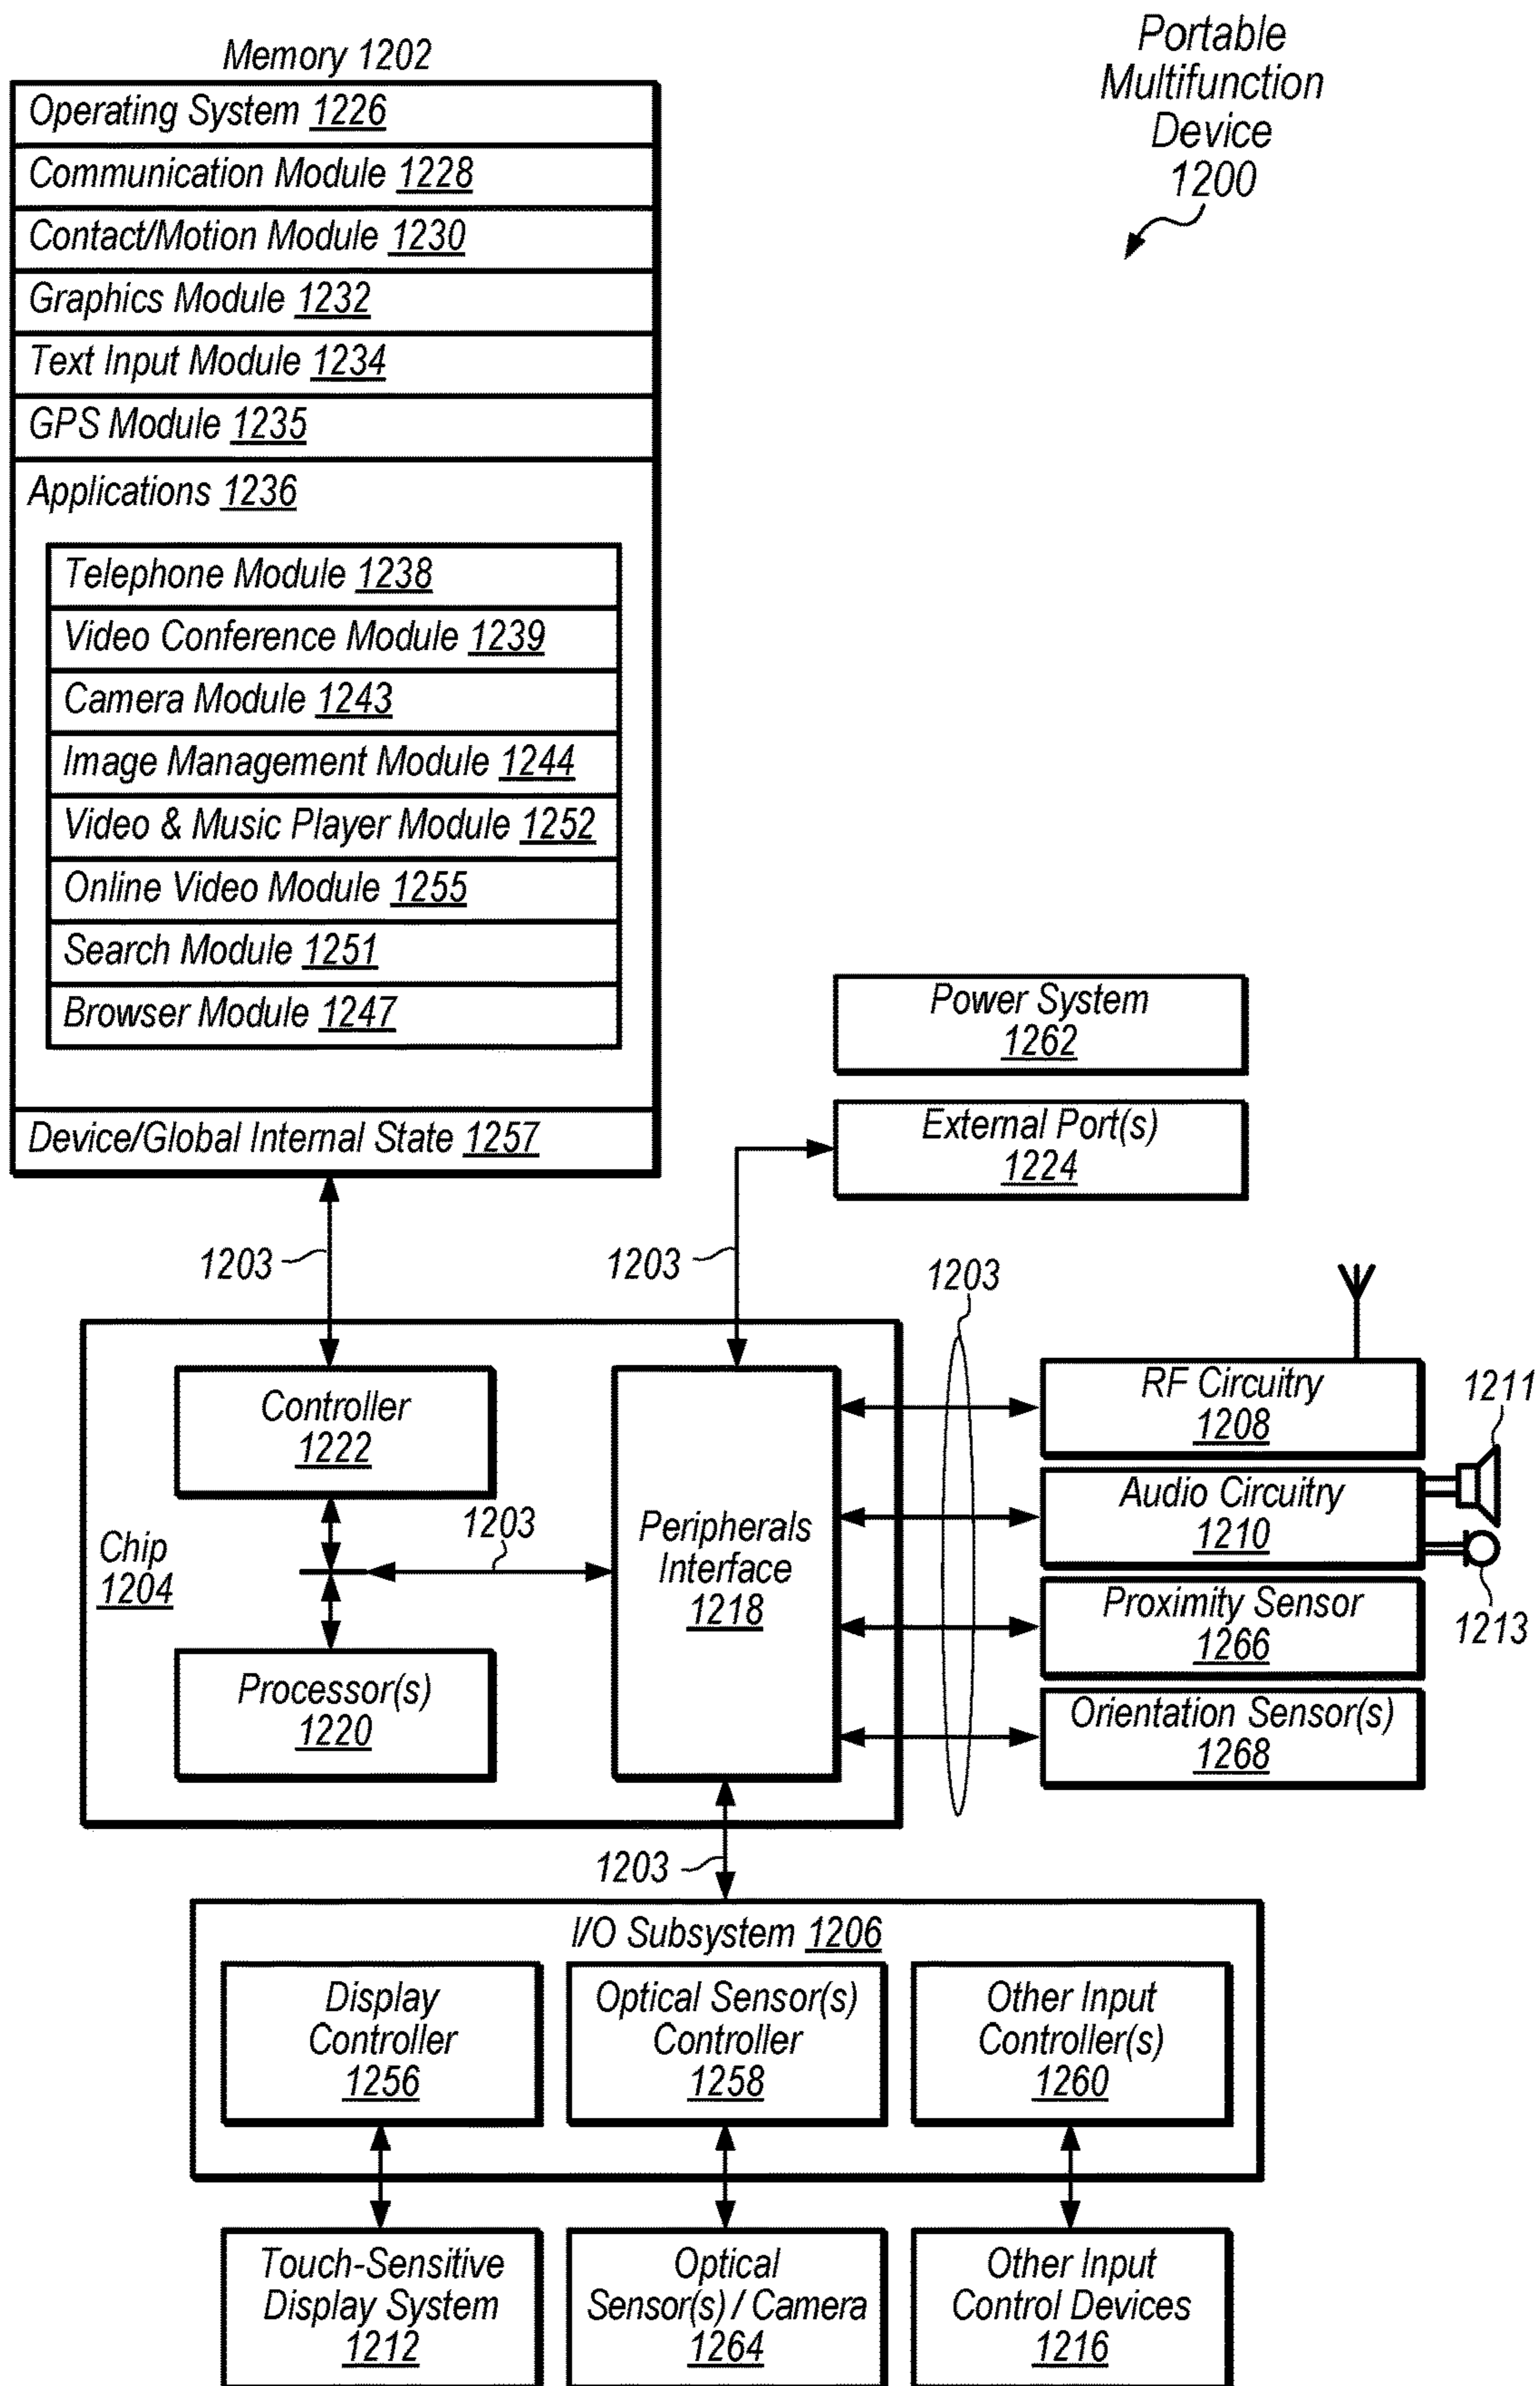 Portable
Multifunction
Device
1200
Memory 1202
Operating System 1226
Communication Module 1228
Contact/Motion Module 1230
Graphics Module 1232
Text Input Module 1234
GPS Module 1235
Applications 1236
Telephone Module 1238
Video Conference Module 1239
Camera Module 1243
Image Management Module 1244
Video & Music Player Module 1252
Online Video Module 1255
Search Module 1251
Browser Module 1247
Device/Global Internal State 1257
Power System
1262
External Port(s)
1224
1203
1203
1203
Chip
1204
Controller
1222
1203
Processor(s)
1220
Peripherals
Interface
1218
RF Circuitry
1208
1211
Audio Circuitry
1210
1213
Proximity Sensor
1266
Orientation Sensor(s)
1268
1203
I/O Subsystem 1206
Display
Controller
1256
Optical Sensor(s)
Controller
1258
Other Input
Controller(s)
1260
Touch-Sensitive
Display System
1212
Optical
Sensor(s) / Camera
1264
Other Input
Control Devices
1216